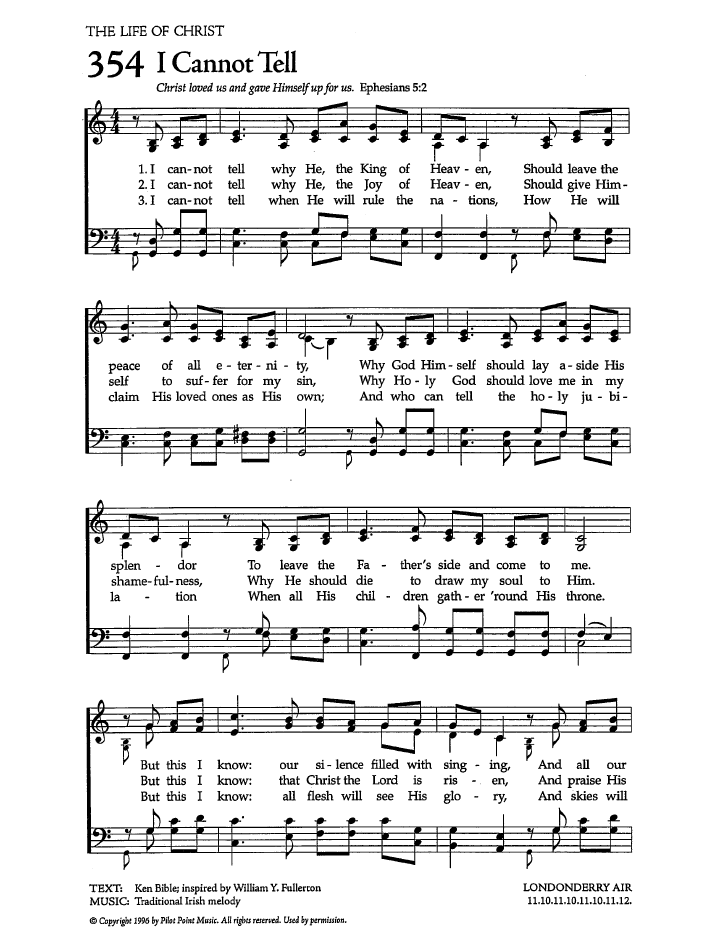 THE LIFE OF CHRIST
354 I Cannot Tell
Christ loved us and gave Himself up for us. Ephesians 5:2
1. I can-not tell why He, the King of Heav - en, Should leave the
2. I can-not tell why He, the Joy of Heav - en, Should give Him -
3. I can-not tell when He will rule the na - tions, How He will
peace of all e - ter - ni - ty, Why God Him - self should lay a - side His
self to suf - fer for my sin, Why Ho - ly God should love me in my
claim His loved ones as His own; And who can tell the ho - ly ju - bi -
splen - dor To leave the Fa - ther's side and come to me.
shame - ful - ness, Why He should die to draw my soul to Him.
la - tion When all His chil - dren gath - er 'round His throne.
But this I know: our si - lence filled with sing - ing, And all our
But this I know: that Christ the Lord is ris - en, And praise His
But this I know: all flesh will see His glo - ry, And skies will
TEXT: Ken Bible; inspired by William Y. Fullerton
MUSIC: Traditional Irish melody
LONDONDERRY AIR
11.10.11.10.11.10.11.12.
© Copyright 1996 by Pilot Point Music. All rights reserved. Used by permission.